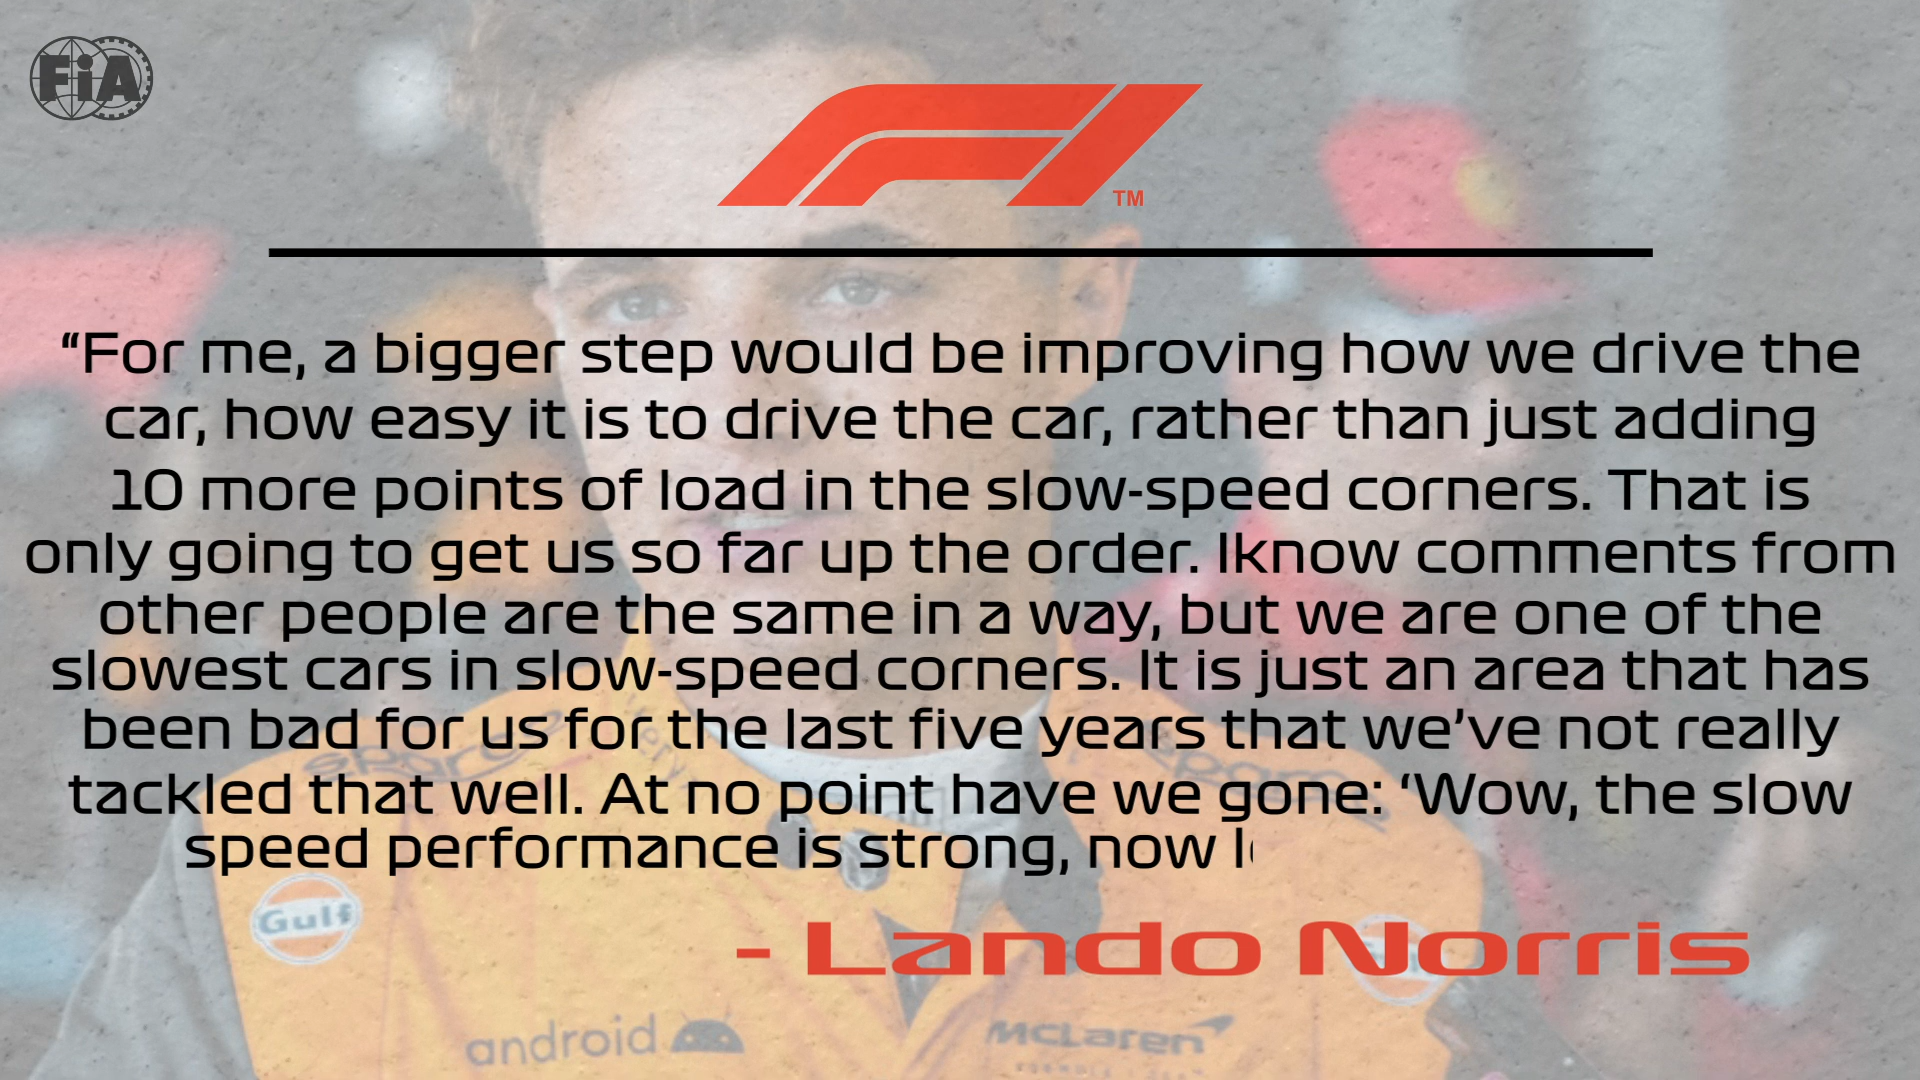 FiA
F1
TM
“For me, a bigger step would be improving how we drive the
car, how easy it is to drive the car, rather than just adding
10 more points of load in the slow-speed corners. That is
only going to get us so far up the order. Iknow comments from
other people are the same in a way, but we are one of the
slowest cars in slow-speed corners. It is just an area that has
been bad for us for the last five years that we’ve not really
tackled that well. At no point have we gone: ‘Wow, the slow
speed performance is strong, now
- Lando Norris
sparco
sparco
Gulf
android
McLaren